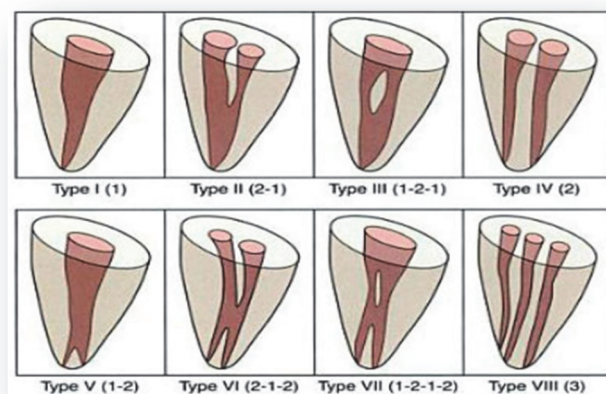 Type I (1)
Type II (2-1)
Type III (1-2-1)
Type IV (2)
Type V (1-2)
Type VI (2-1-2)
Type VII (1-2-1-2)
Type VIII (3)